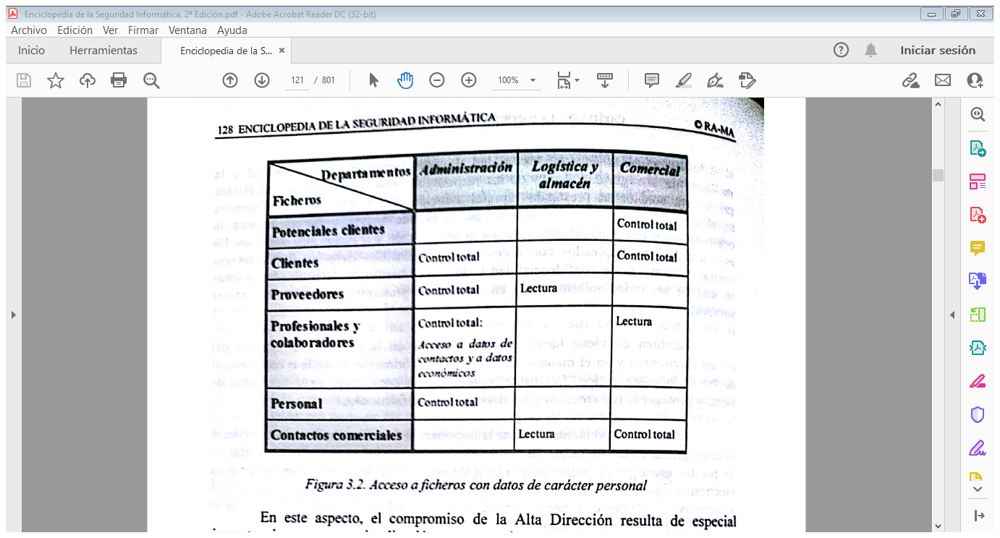 Enciclopedia de la Seguridad Informática. 2ª Edición.pdf - Adobe Acrobat Reader DC (32-bit)
Archivo Edición Ver Firmar Ventana Ayuda
Inicio Herramientas Enciclopedia de la S... × Iniciar sesión
121 / 801 100%
128 ENCICLOPEDIA DE LA SEGURIDAD INFORMÁTICA © RA-MA
Departamentos
Ficheros
Administración
Logística y
almacén
Comercial
Potenciales clientes
Control total
Clientes
Control total
Control total
Proveedores
Control total
Lectura
Profesionales y
colaboradores
Control total:
Acceso a datos de
contactos y a datos
económicos
Lectura
Personal
Control total
Contactos comerciales
Lectura
Control total
Figura 3.2. Acceso a ficheros con datos de carácter personal
En este aspecto, el compromiso de la Alta Dirección resulta de especial